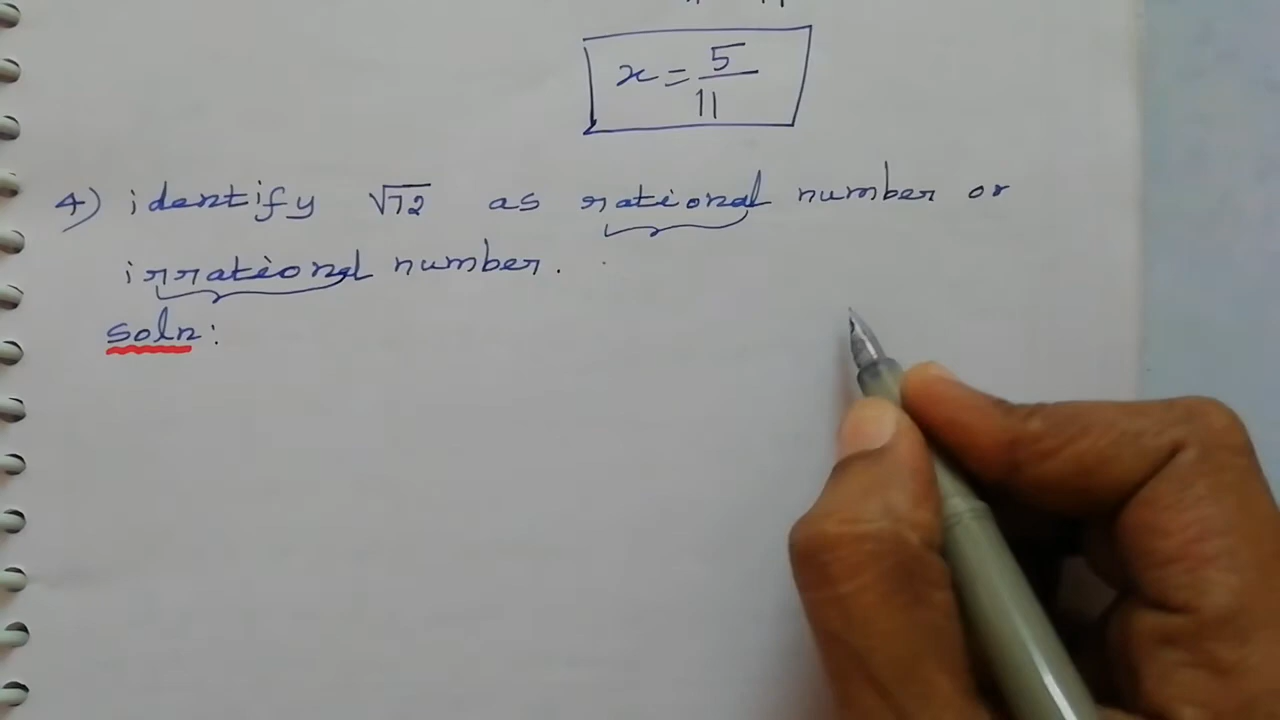 x = 5/11
4) identify √72 as rational number or
irrational number.
soln: